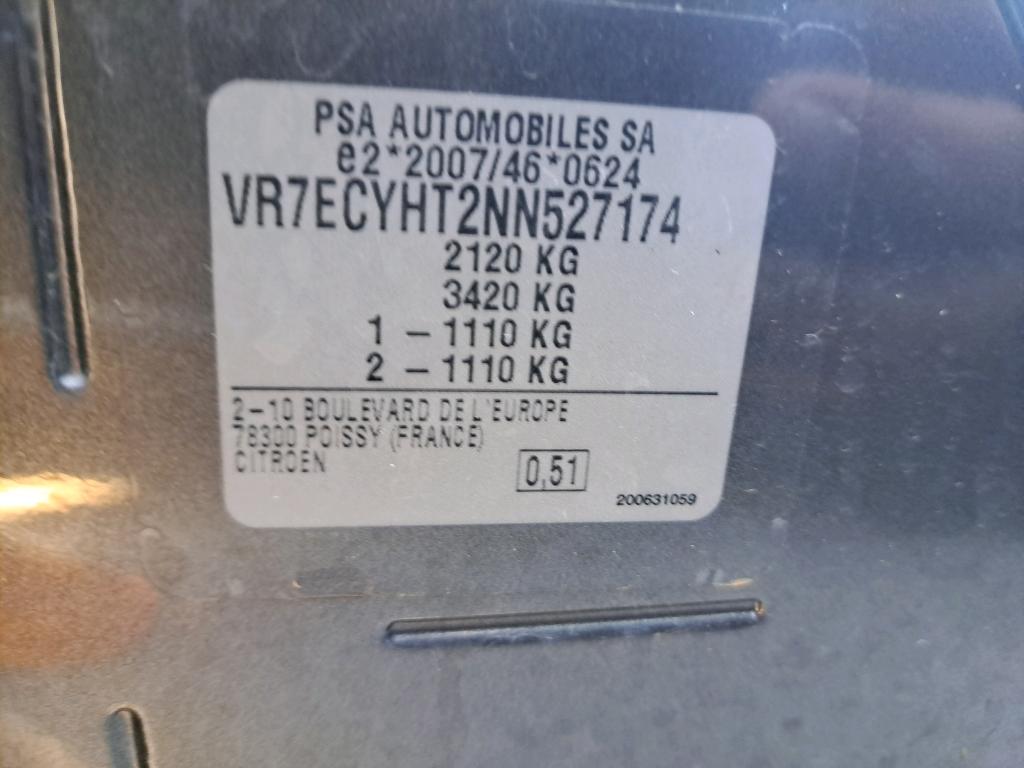 PSA AUTOMOBILES SA
e2*2007/46*0624
VR7ECYHT2NN527174
2120 KG
3420 KG
1 - 1110 KG
2 - 1110 KG
2-10 BOULEVARD DE L'EUROPE
78300 POISSY (FRANCE)
CITROEN
0,51
200631059